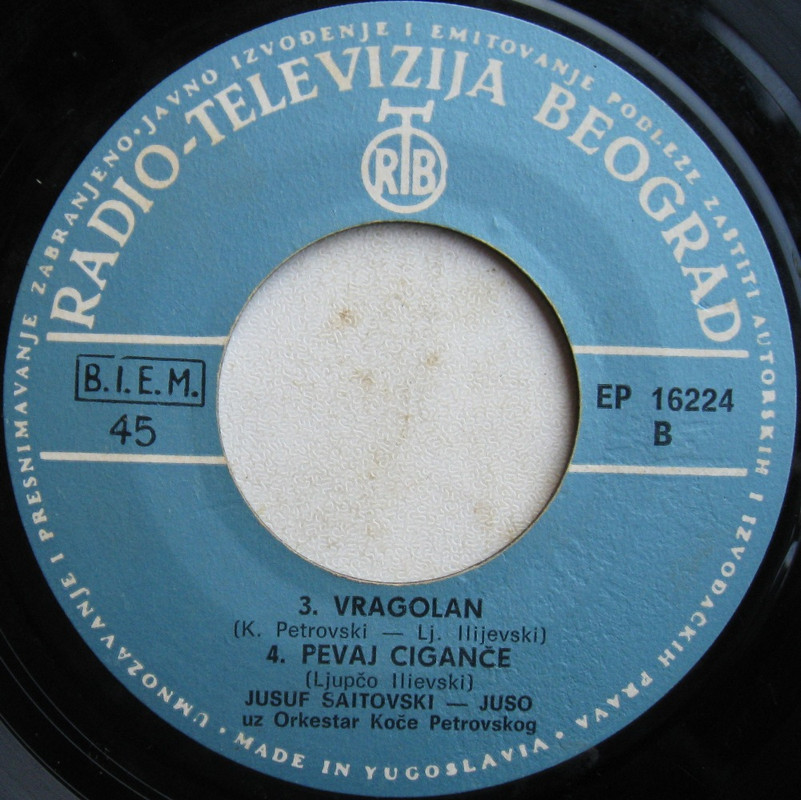 UMNOŽAVANJE I PRESNIMAVANJE ZABRANJENO • JAVNO IZVOĐENJE I EMITOVANJE PODLEŽE ZAŠTITI AUTORSKIH I IZVOĐAČKIH PRAVA •
RADIO-TELEVIZIJA BEOGRAD
RTB
B.I.E.M.
45
EP 16224
B
3. VRAGOLAN
(K. Petrovski — Lj. Ilijevski)
4. PEVAJ CIGANČE
(Ljupčo Ilievski)
JUSUF SAITOVSKI — JUSO
uz Orkestar Koče Petrovskog
• MADE IN YUGOSLAVIA •